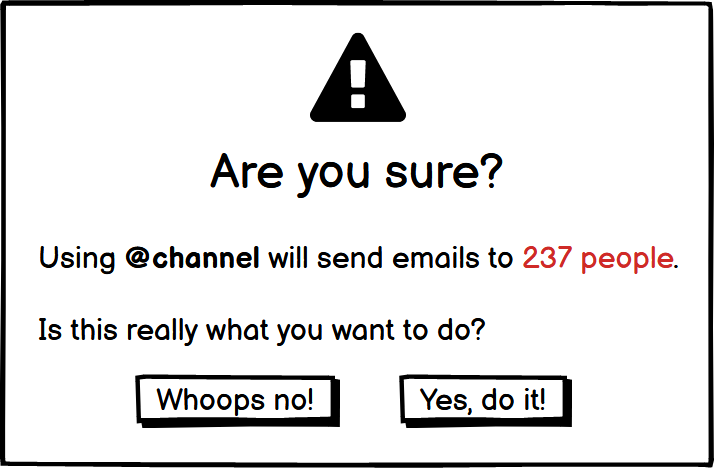 Are you sure?
Using @channel will send emails to 237 people.
Is this really what you want to do?
Whoops no!
Yes, do it!